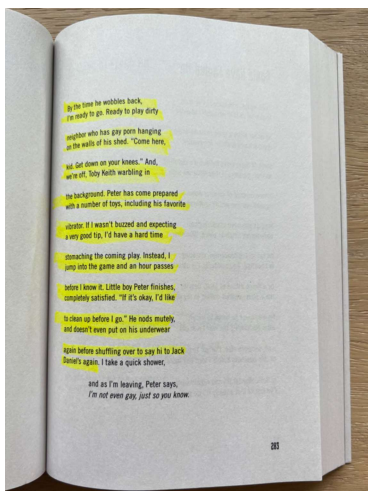 By the time he wobbles back,
I'm ready to go. Ready to play dirty
neighbor who has gay porn hanging
on the walls of his shed. "Come here,
kid. Get down on your knees." And,
we're off, Toby Keith warbling in
the background. Peter has come prepared
with a number of toys, including his favorite
vibrator. If I wasn't buzzed and expecting
a very good tip, I'd have a hard time
stomaching the coming play. Instead, I
jump into the game and an hour passes
before I know it. Little boy Peter finishes,
completely satisfied. "If it's okay, I'd like
to clean up before I go." He nods mutely,
and doesn't even put on his underwear
again before shuffling over to say hi to Jack
Daniel's again. I take a quick shower,
and as I'm leaving, Peter says,
I'm not even gay, just so you know.
283